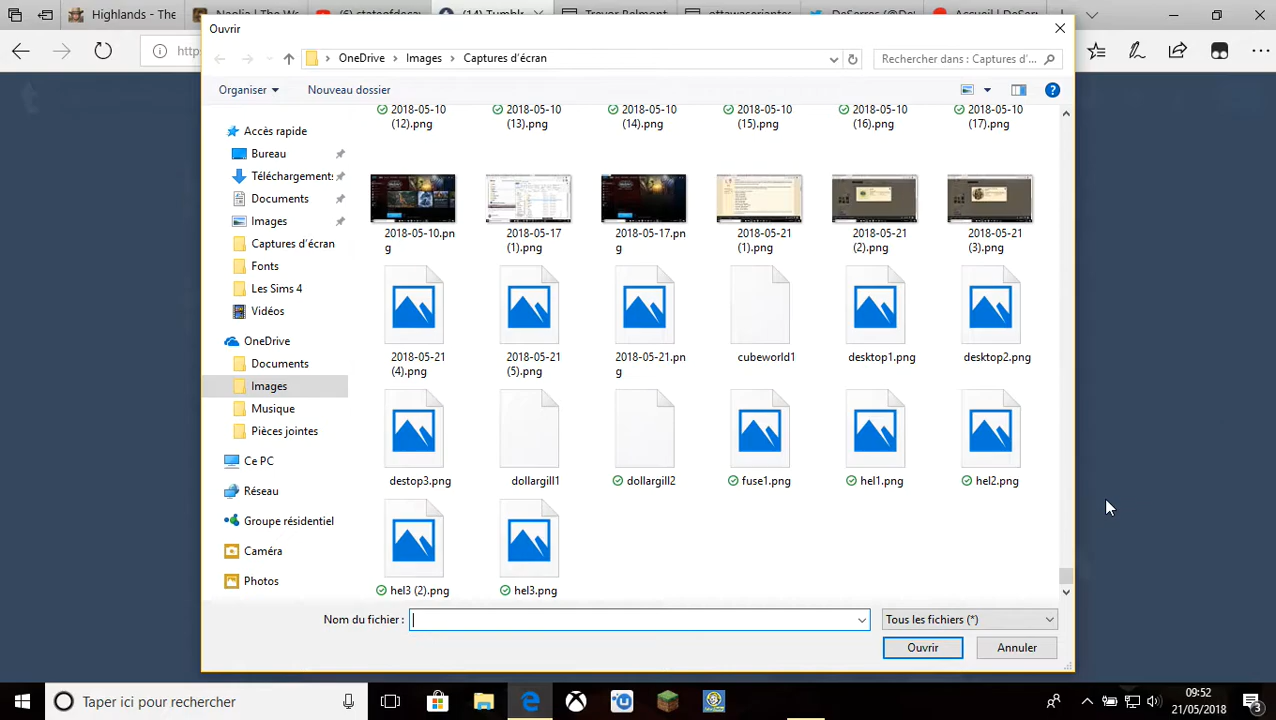 Highlands - The
Ouvrir
OneDrive > Images > Captures d'écran
Rechercher dans : Captures d'...
Organiser
Nouveau dossier
2018-05-10 (12).png
2018-05-10 (13).png
2018-05-10 (14).png
2018-05-10 (15).png
2018-05-10 (16).png
2018-05-10 (17).png
Accès rapide
Bureau
Téléchargements
Documents
Images
Captures d'écran
Fonts
Les Sims 4
Vidéos
OneDrive
Documents
Images
Musique
Pièces jointes
Ce PC
Réseau
Groupe résidentiel
Caméra
Photos
2018-05-10.png
2018-05-17 (1).png
2018-05-17.png
2018-05-21 (1).png
2018-05-21 (2).png
2018-05-21 (3).png
2018-05-21 (4).png
2018-05-21 (5).png
2018-05-21.png
cubeworld1
desktop1.png
desktop2.png
destop3.png
dollargill1
dollargill2
fuse1.png
hel1.png
hel2.png
hel3 (2).png
hel3.png
Nom du fichier :
Tous les fichiers (*)
Ouvrir
Annuler
Taper ici pour rechercher
09:52
21/05/2018
3